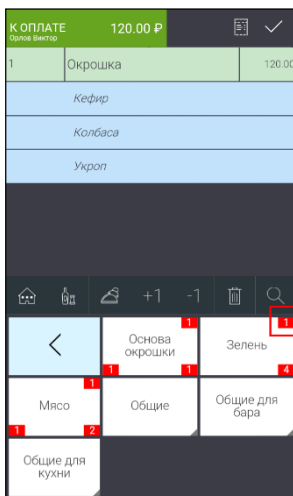 К ОПЛАТЕ 120.00 ₽
Орлов Виктор
1 Окрошка 120.00
Кефир
Колбаса
Укроп
+1 -1
1 1
Основа окрошки Зелень
1 1 4
1
Мясо Общие Общие для бара
1 2
Общие для кухни